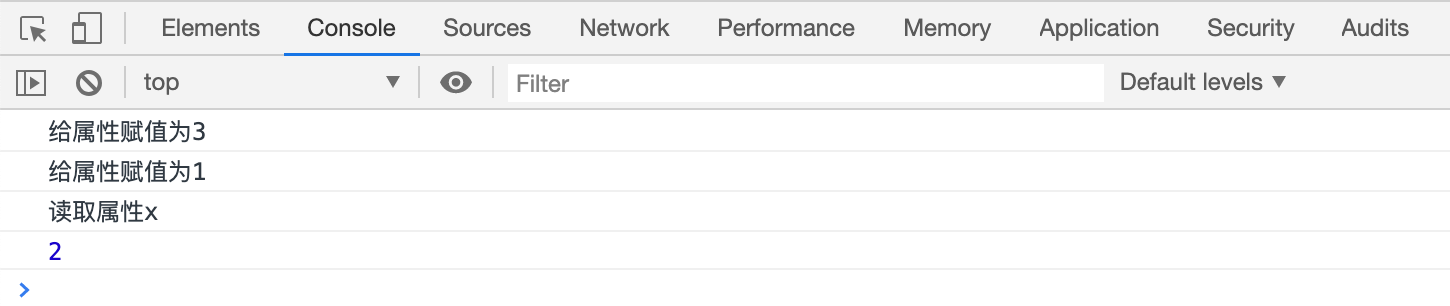 Elements Console Sources Network Performance Memory Application Security Audits
top Filter Default levels
给属性赋值为3
给属性赋值为1
读取属性x
2